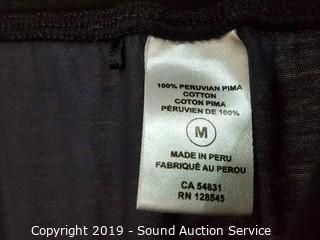 100% PERUVIAN PIMA
COTTON
COTON PIMA
PERUVIEN DE 100%
M
MADE IN PERU
FABRIQUÉ AU PEROU
CA 54831
RN 128545
Copyright 2019 - Sound Auction Service